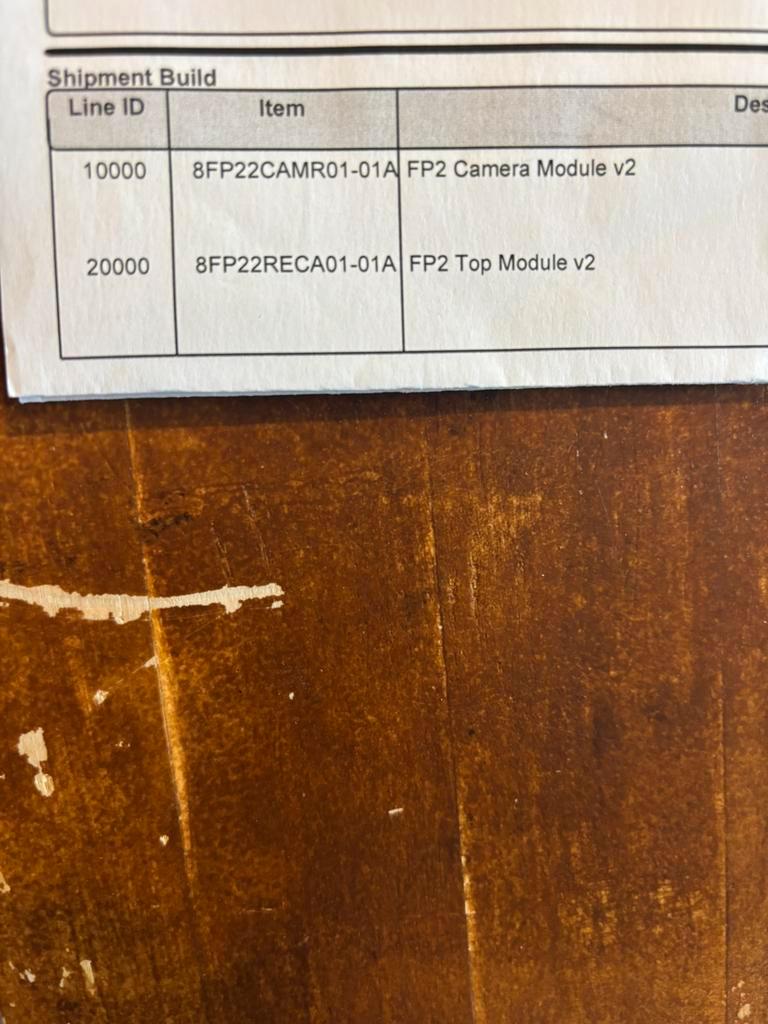 Shipment Build
Line ID Item
10000 8FP22CAMR01-01A FP2 Camera Module v2
20000 8FP22RECA01-01A FP2 Top Module v2